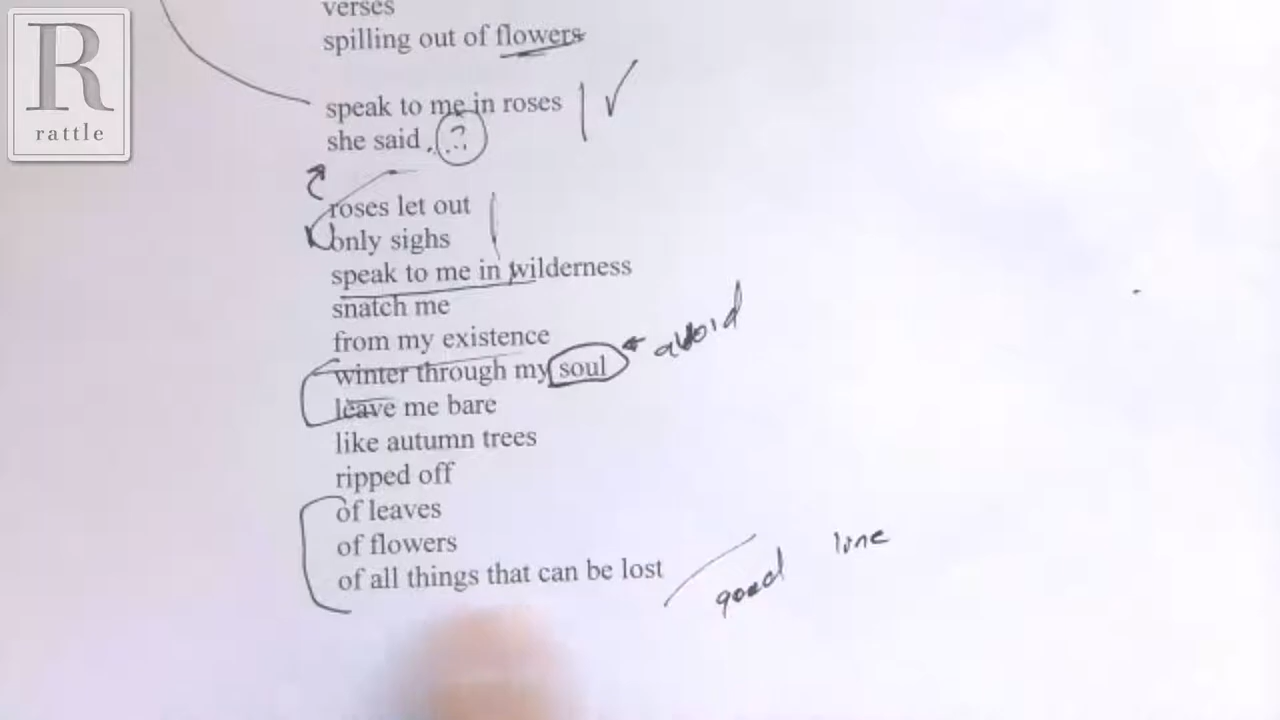 R
rattle
verses
spilling out of flowers
speak to me in roses
she said ?
roses let out
only sighs
speak to me in wilderness
snatch me
from my existence
winter through my soul avoid
leave me bare
like autumn trees
ripped off
of leaves
of flowers
of all things that can be lost good line